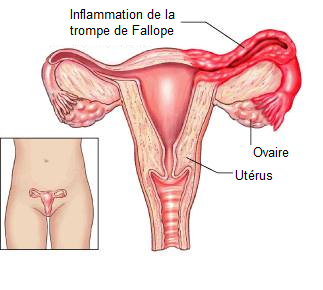 Inflammation de la
trompe de Fallope
Ovaire
Utérus